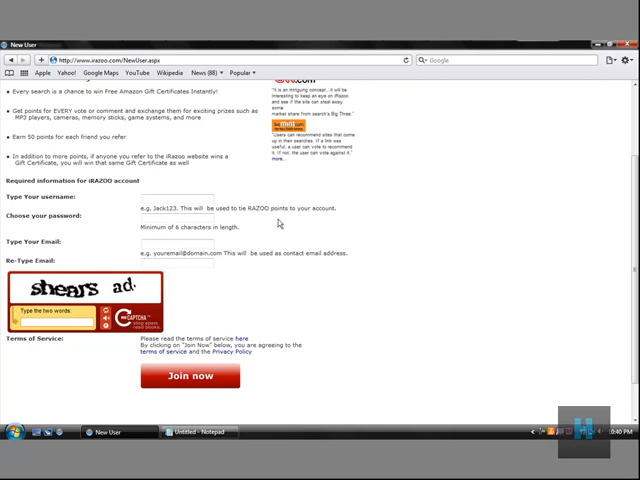 New User
http://www.irazoo.com/NewUser.aspx
Google
Apple Yahoo! Google Maps YouTube Wikipedia News (88) Popular
Every search is a chance to win Free Amazon Gift Certificates Instantly!
Get points for EVERY vote or comment and exchange them for exciting prizes such as
MP3 players, cameras, memory sticks, game systems, and more
Earn 50 points for each friend you refer
In addition to more points, if anyone you refer to the iRazoo website wins a
Gift Certificate, you will win that same Gift Certificate as well
.com
"It is an intriguing concept...it will be
interesting to keep an eye on iRazoo
and see if the site can steal away
some
market share from search's Big Three."
"Users can recommend sites that come
up in their searches. If a link was
useful, a user can vote to recommend
it. If not, the user can vote against it."
more...
Required information for iRAZOO account
Type Your username:
e.g. Jack123. This will be used to tie RAZOO points to your account.
Choose your password:
Minimum of 6 characters in length.
Type Your Email:
e.g. youremail@domain.com This will be used as contact email address.
Re-Type Email:
shears ad.
Type the two words:
reCAPTCHA™
stop spam.
read books.
Terms of Service:
Please read the terms of service here
By clicking on "Join Now" below, you are agreeing to the
terms of service and the Privacy Policy
Join now
New User
Untitled - Notepad
10:40 PM